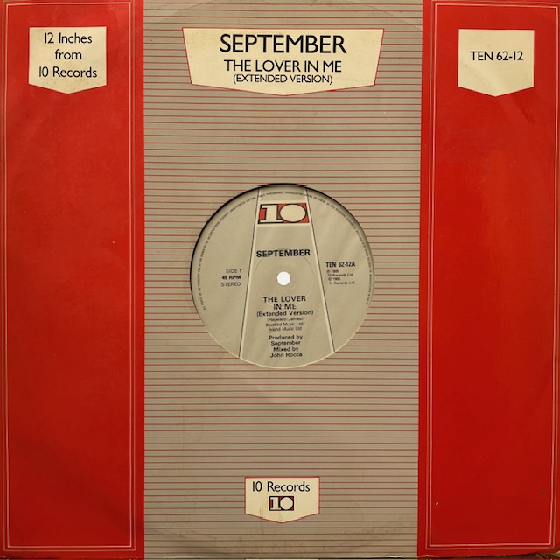 12 Inches
from
10 Records
SEPTEMBER
THE LOVER IN ME
(EXTENDED VERSION)
TEN 62-12
10
SEPTEMBER
SIDE 1
45 RPM
STEREO
TEN 62-12A
THE LOVER
IN ME
(Extended Version)
Produced by
September
Mixed by
John Rocca
10 Records
10